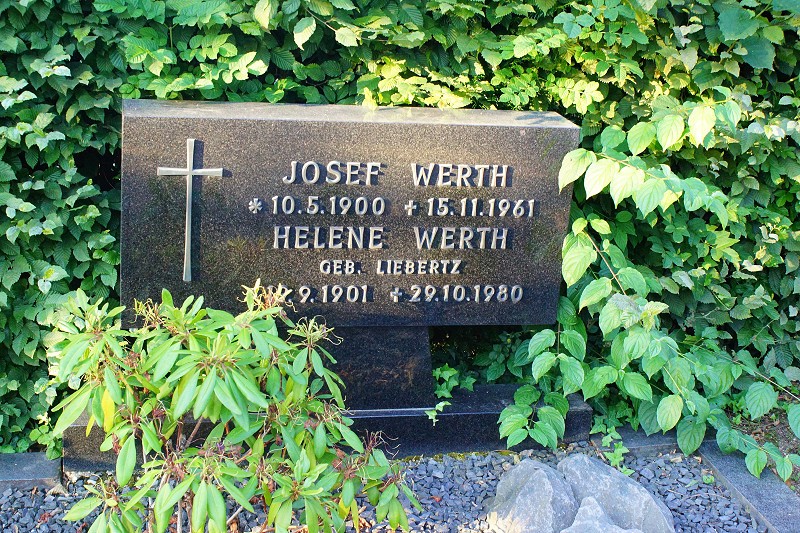 JOSEF WERTH
* 10.5.1900 + 15.11.1961
HELENE WERTH
GEB. LIEBERTZ
9.1901 + 29.10.1980